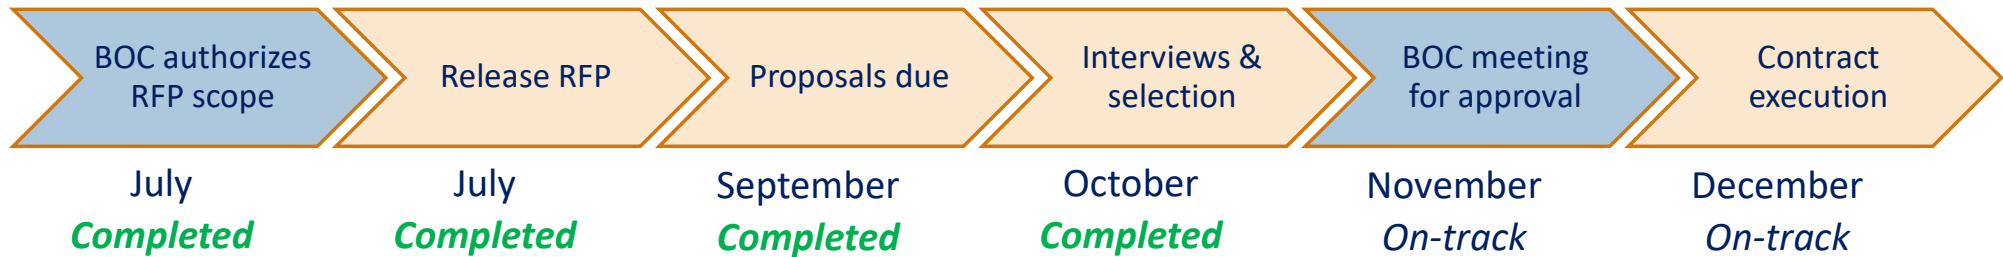 BOC authorizes
RFP scope
Release RFP
Proposals due
Interviews &
selection
BOC meeting
for approval
Contract
execution
July
July
September
October
November
December
Completed
Completed
Completed
Completed
On-track
On-track